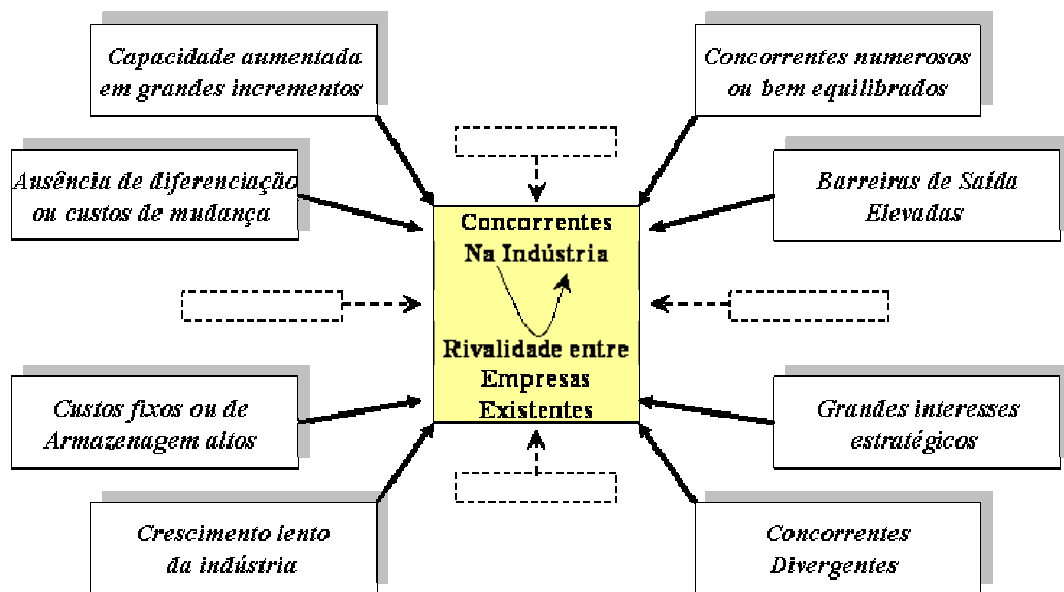 Capacidade aumentada
em grandes incrementos
Concorrentes numerosos
ou bem equilibrados
Ausência de diferenciação
ou custos de mudança
Barreiras de Saída
Elevadas
Concorrentes
Na Indústria
Rivalidade entre
Empresas
Existentes
Custos fixos ou de
Armazenagem altos
Grandes interesses
estratégicos
Crescimento lento
da indústria
Concorrentes
Divergentes